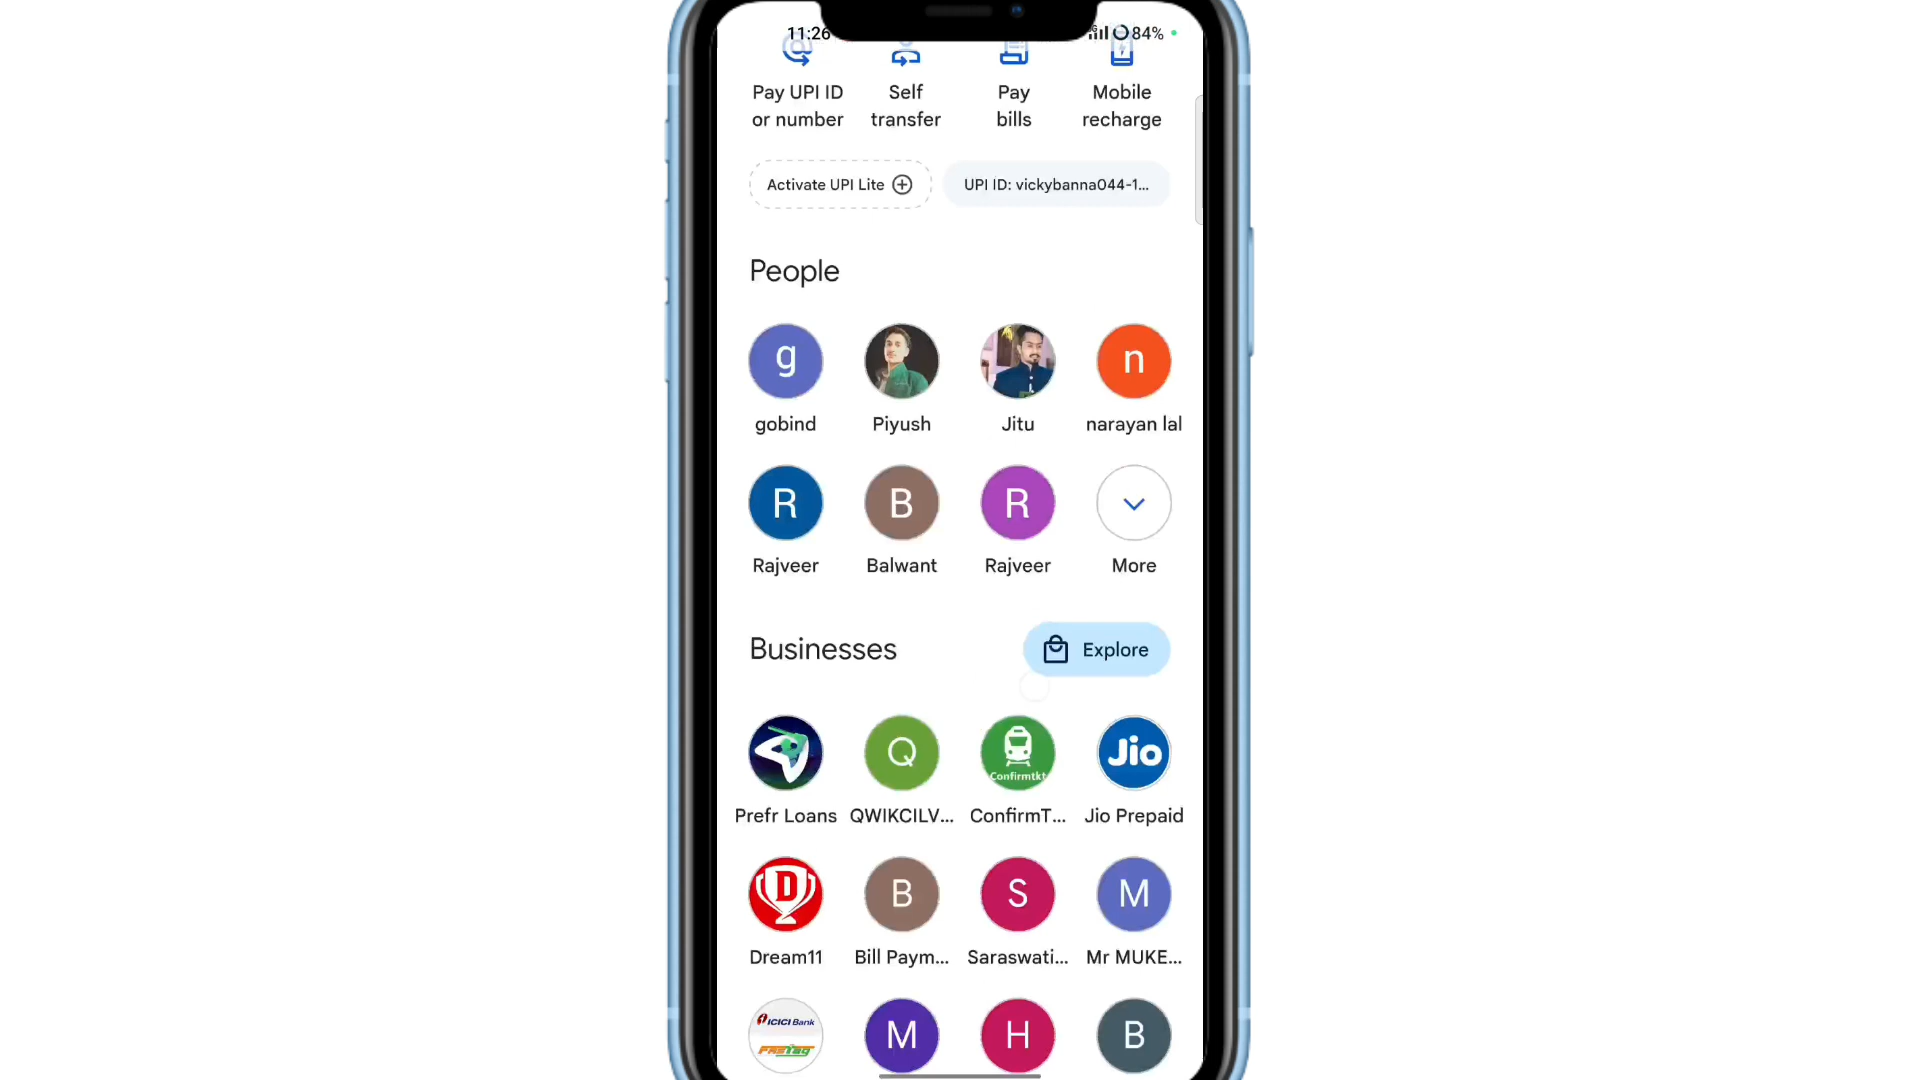 11:26
84%
Pay UPI ID
or number
Self
transfer
Pay
bills
Mobile
recharge
Activate UPI Lite
UPI ID: vickybanna044-1...
People
g
n
gobind
Piyush
Jitu
narayan lal
R
B
R
Rajveer
Balwant
Rajveer
More
Businesses
Explore
Q
Confirmtkt
Jio
Prefr Loans
QWIKCILV...
ConfirmT...
Jio Prepaid
D
B
S
M
Dream11
Bill Paym...
Saraswati...
Mr MUKE...
ICICI Bank
FASTag
M
H
B